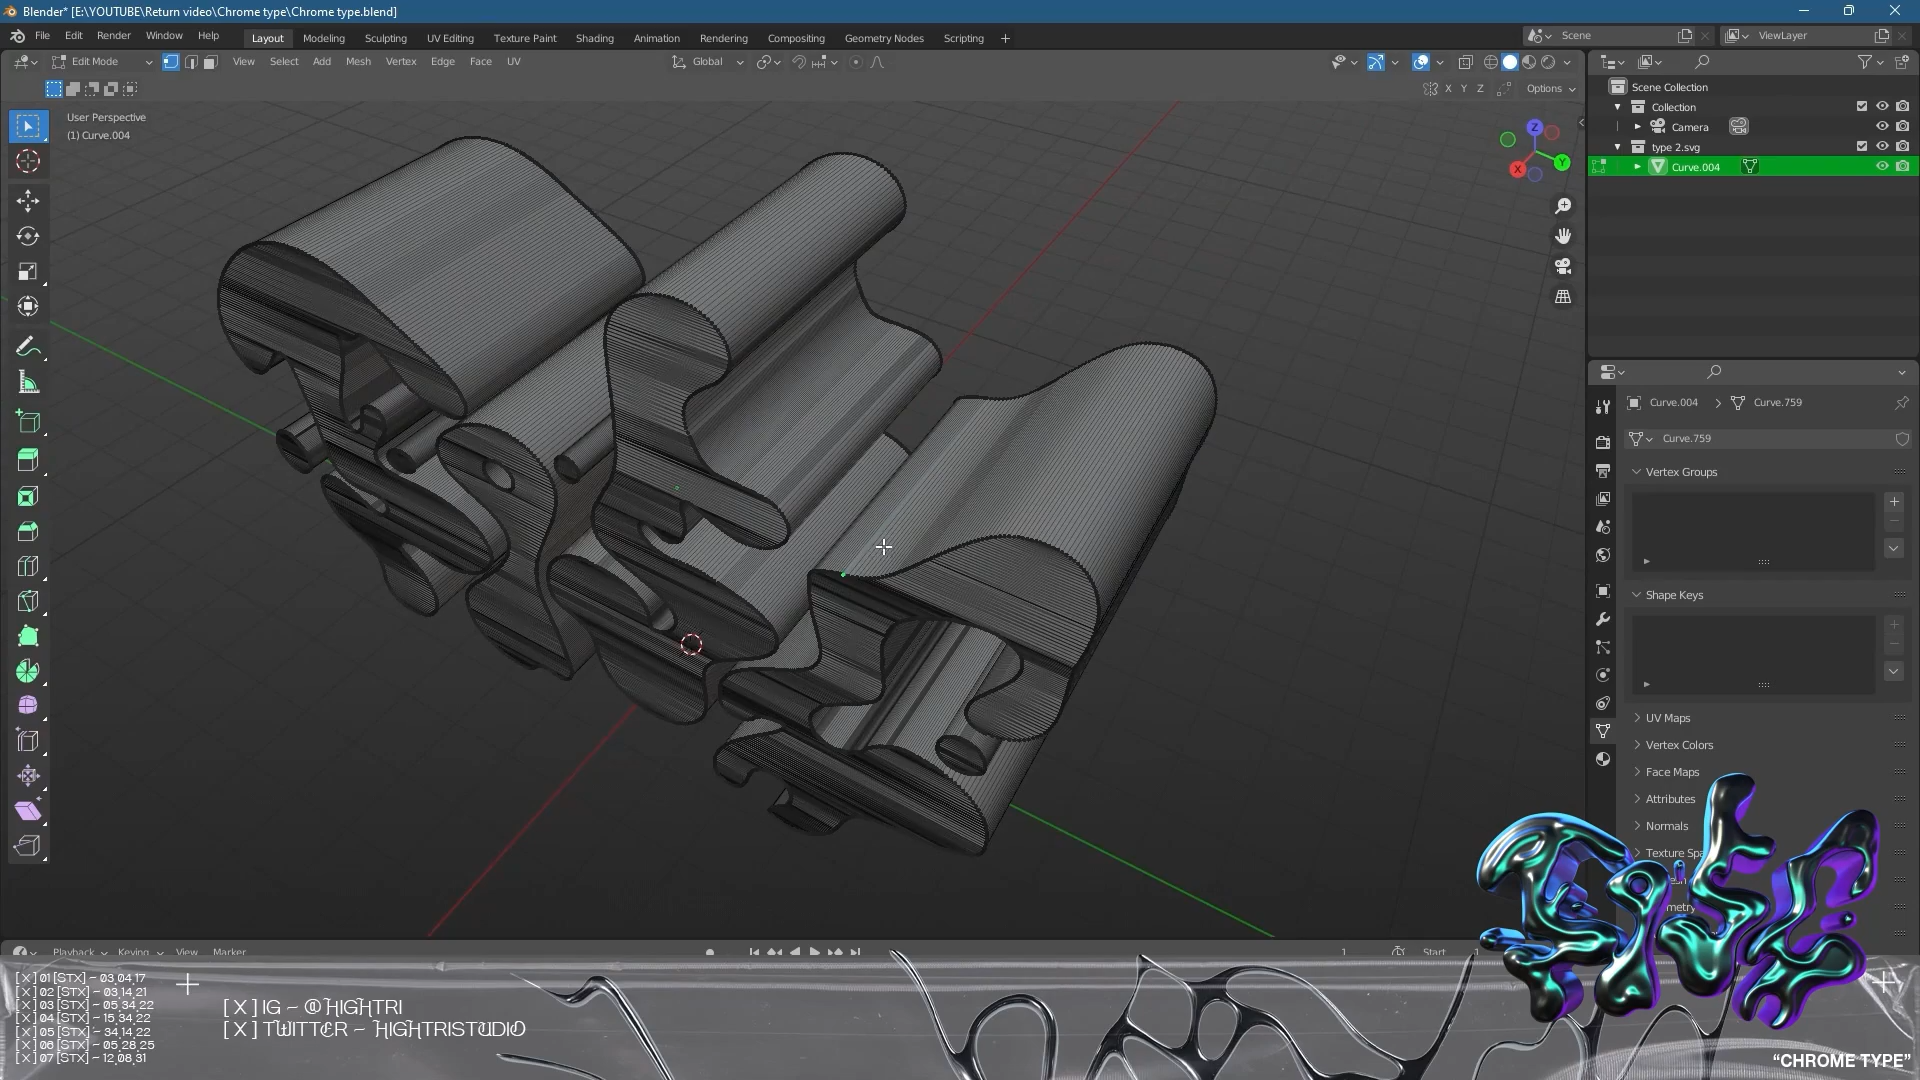 Blender* [E:\YOUTUBE\Return video\Chrome type\Chrome type.blend]
File Edit Render Window Help Layout Modeling Sculpting UV Editing Texture Paint Shading Animation Rendering Compositing Geometry Nodes Scripting + Scene ViewLayer
Edit Mode View Select Add Mesh Vertex Edge Face UV Global
X Y Z Options
User Perspective
(1) Curve.004
Z
Y
X
Scene Collection
Collection
Camera
type 2.svg
Curve.004
Curve.004 > Curve.759
Curve.759
Vertex Groups
Shape Keys
UV Maps
Vertex Colors
Face Maps
Attributes
Normals
Texture Spa
metry
Playback Keying View Marker 1 Start
[X] 01 [STX] – 03.04.17
[X] 02 [STX] – 03.14.21
[X] 03 [STX] – 05.34.22
[X] 04 [STX] – 15.34.22
[X] 05 [STX] – 34.14.22
[X] 06 [STX] – 05.28.25
[X] 07 [STX] – 12.08.31
[X] IG – @HIGHTRI
[X] TWITTER – HIGHTRISTUDIO
“CHROME TYPE”